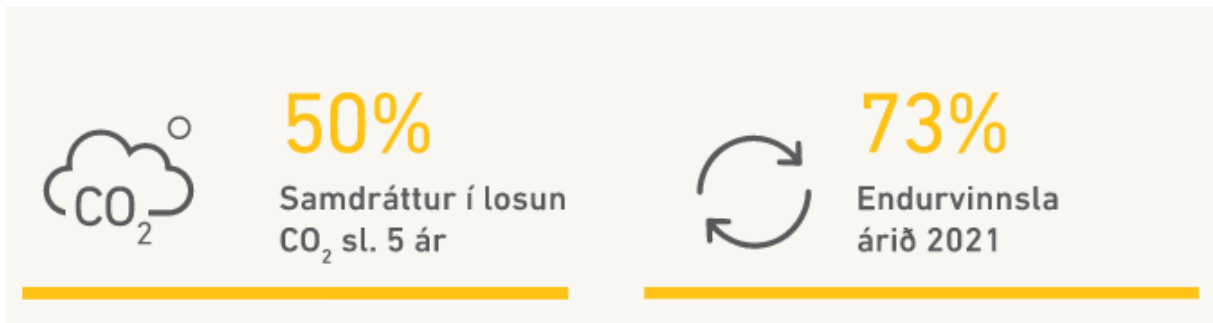 CO₂
50%
Samdráttur í losun
CO₂ sl. 5 ár
73%
Endurvinnsla
árið 2021